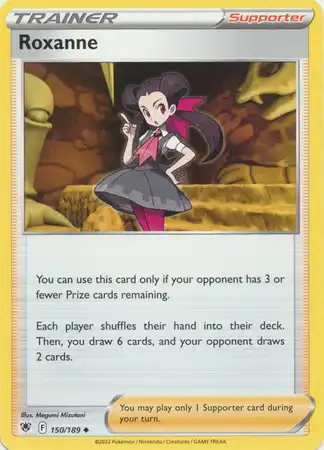 TRAINER Supporter
Roxanne
You can use this card only if your opponent has 3 or
fewer Prize cards remaining.
Each player shuffles their hand into their deck.
Then, you draw 6 cards, and your opponent draws
2 cards.
Illus. Megumi Mizutani
F 150/189
You may play only 1 Supporter card during
your turn.
©2022 Pokémon / Nintendo / Creatures / GAME FREAK.